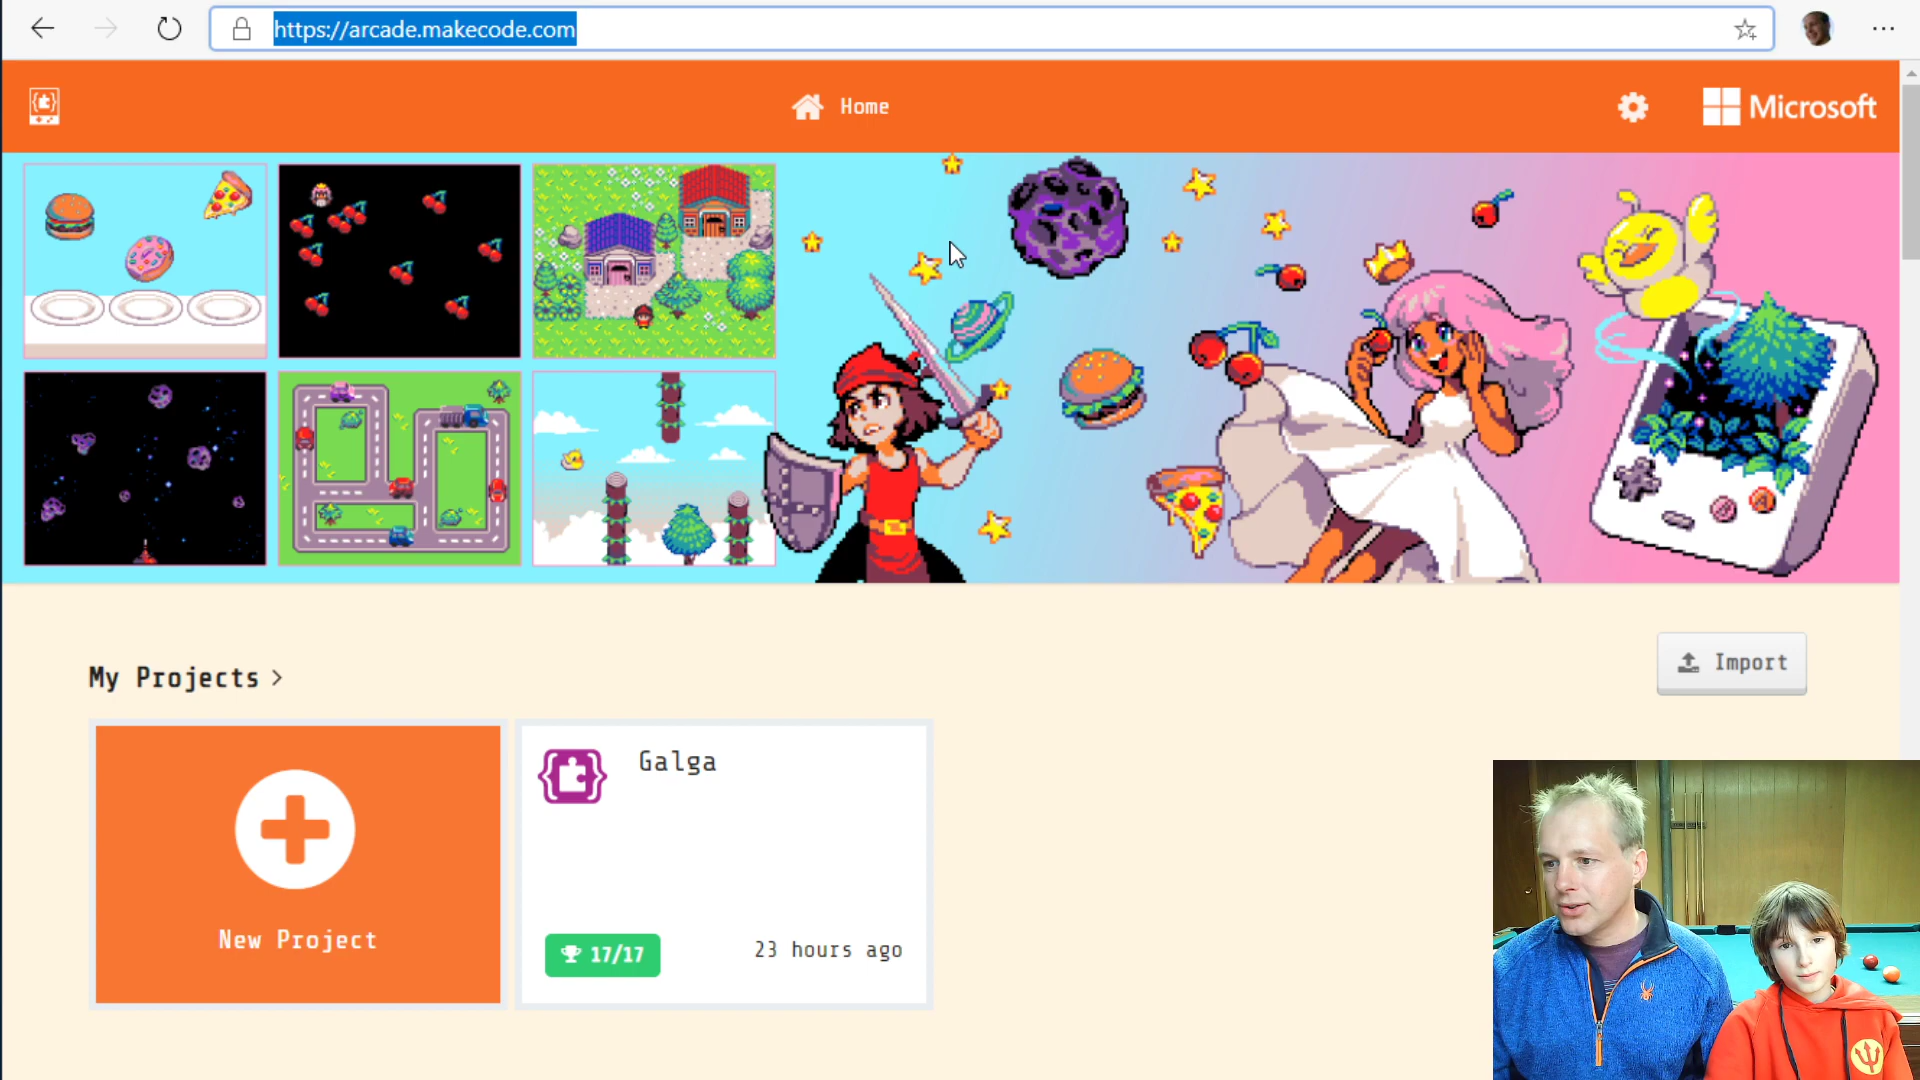 https://arcade.makecode.com
Home
Microsoft
My Projects >
Import
New Project
Galga
17/17
23 hours ago